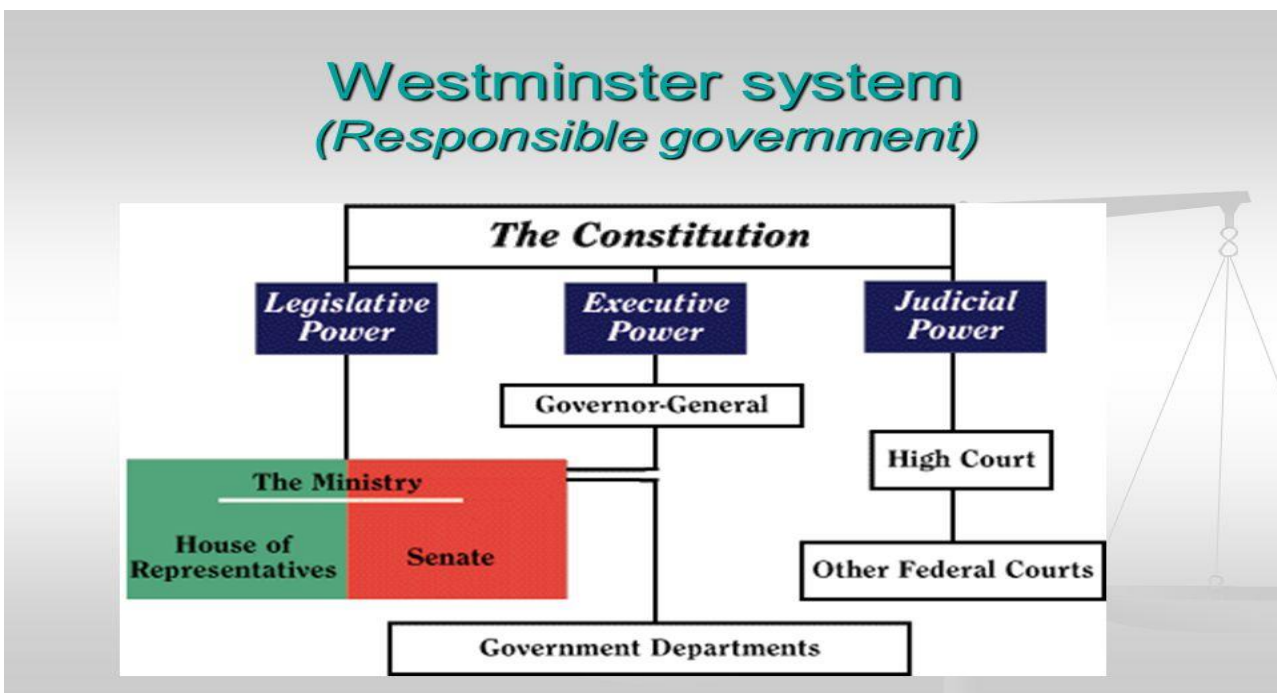 Westminster system
(Responsible government)
The Constitution
Legislative
Power
Executive
Power
Judicial
Power
Governor-General
High Court
The Ministry
House of
Representatives
Senate
Other Federal Courts
Government Departments